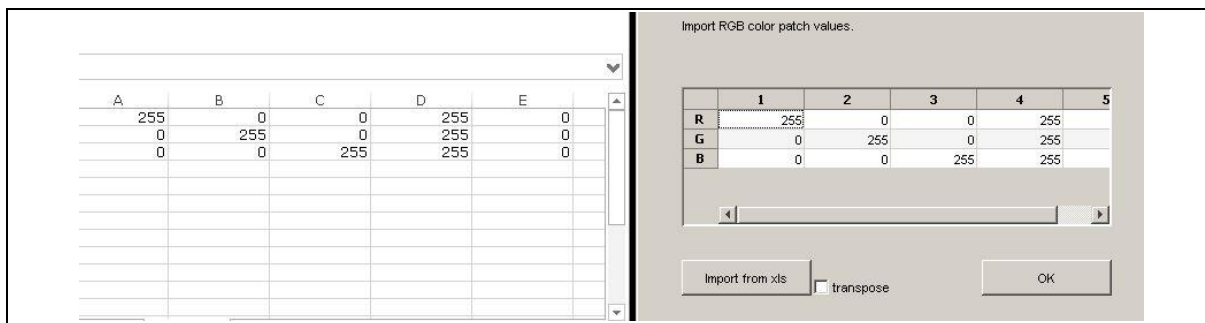 A B C D E
255 0 0 255 0
0 255 0 255 0
0 0 255 255 0
Import RGB color patch values.
1 2 3 4 5
R 255 0 0 255
G 0 255 0 255
B 0 0 255 255
Import from xls transpose OK